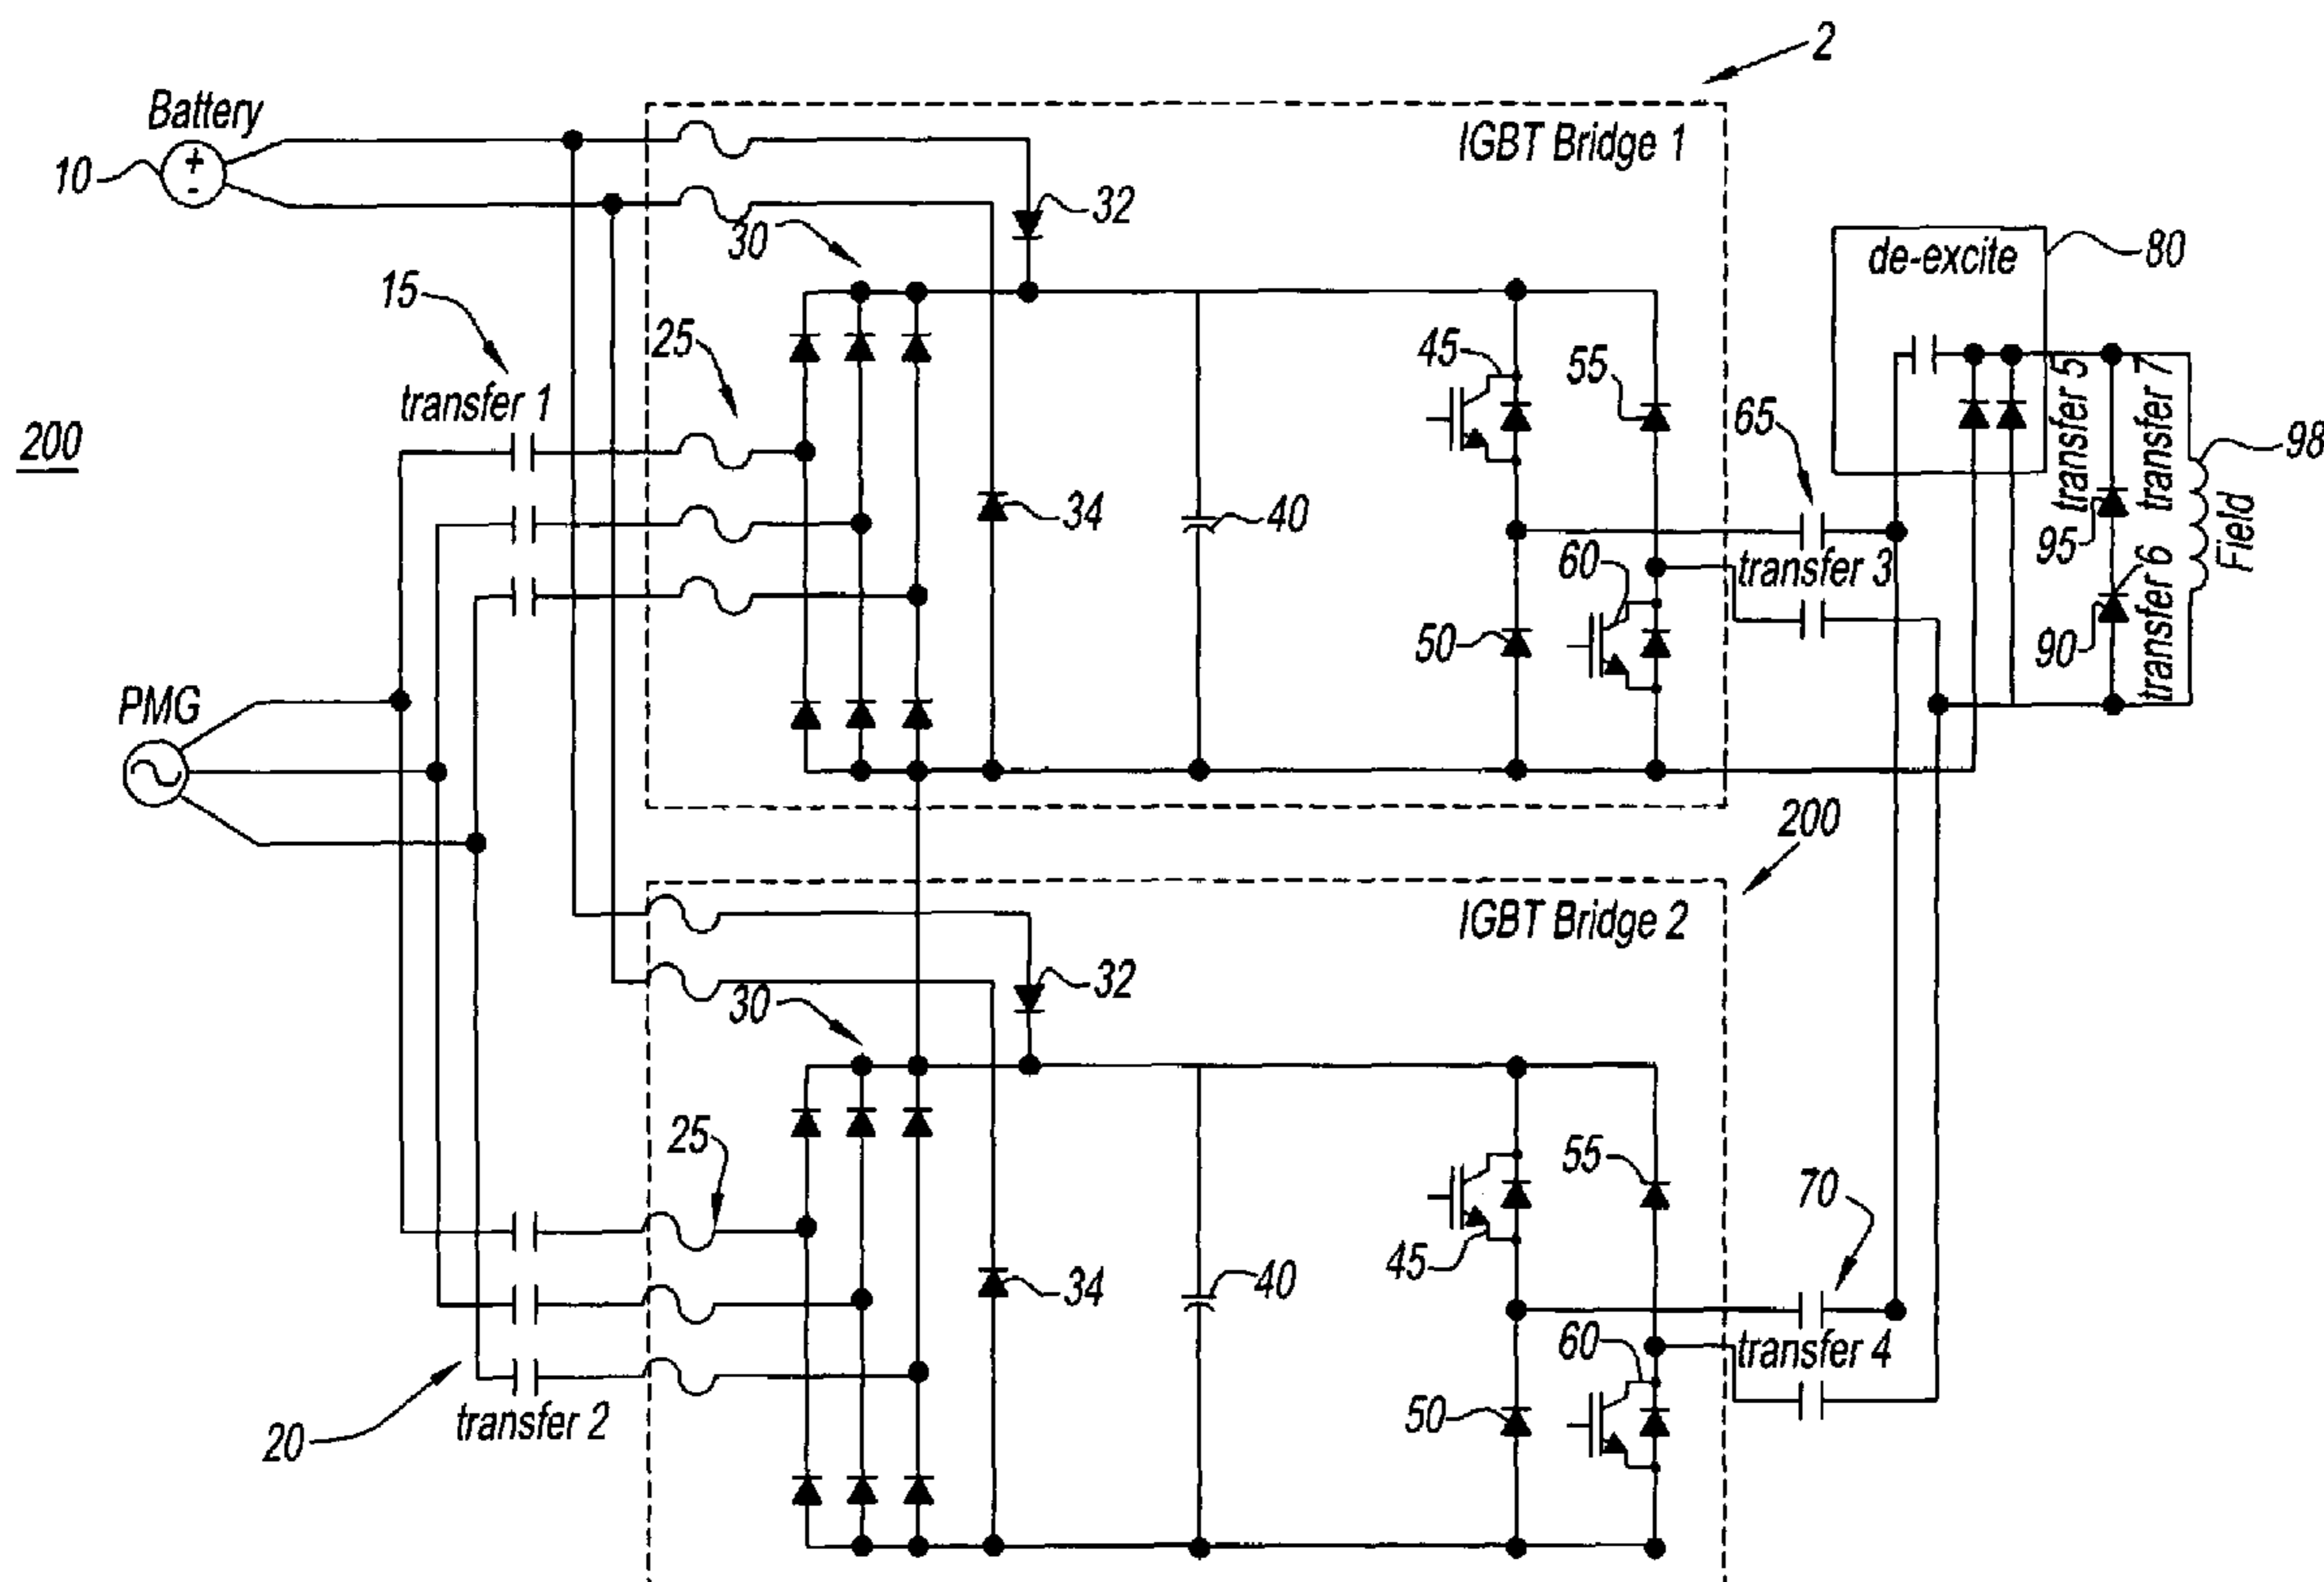 2
Battery
+
-
10
IGBT Bridge 1
32
30
de-excite
80
15
25
45
55
transfer 1
65
transfer 5
transfer 7
98
200
34
40
transfer 3
60
95
Field
50
90
transfer 6
PMG
200
IGBT Bridge 2
32
30
25
55
70
45
34
40
60
transfer 4
50
20
transfer 2